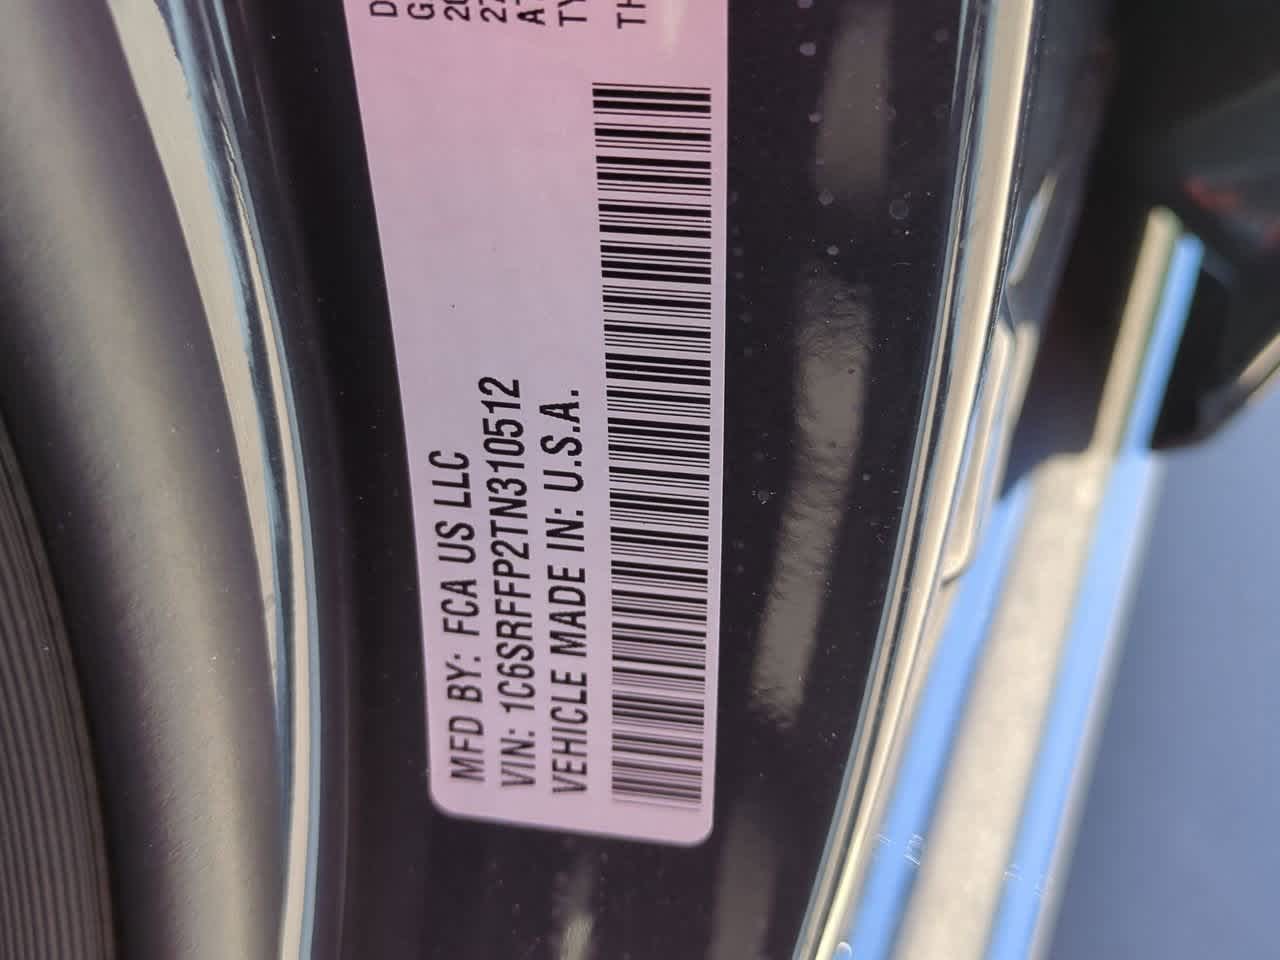 MFD BY: FCA US LLC
VIN: 1C6SRFFP2TN310512
VEHICLE MADE IN: U.S.A.